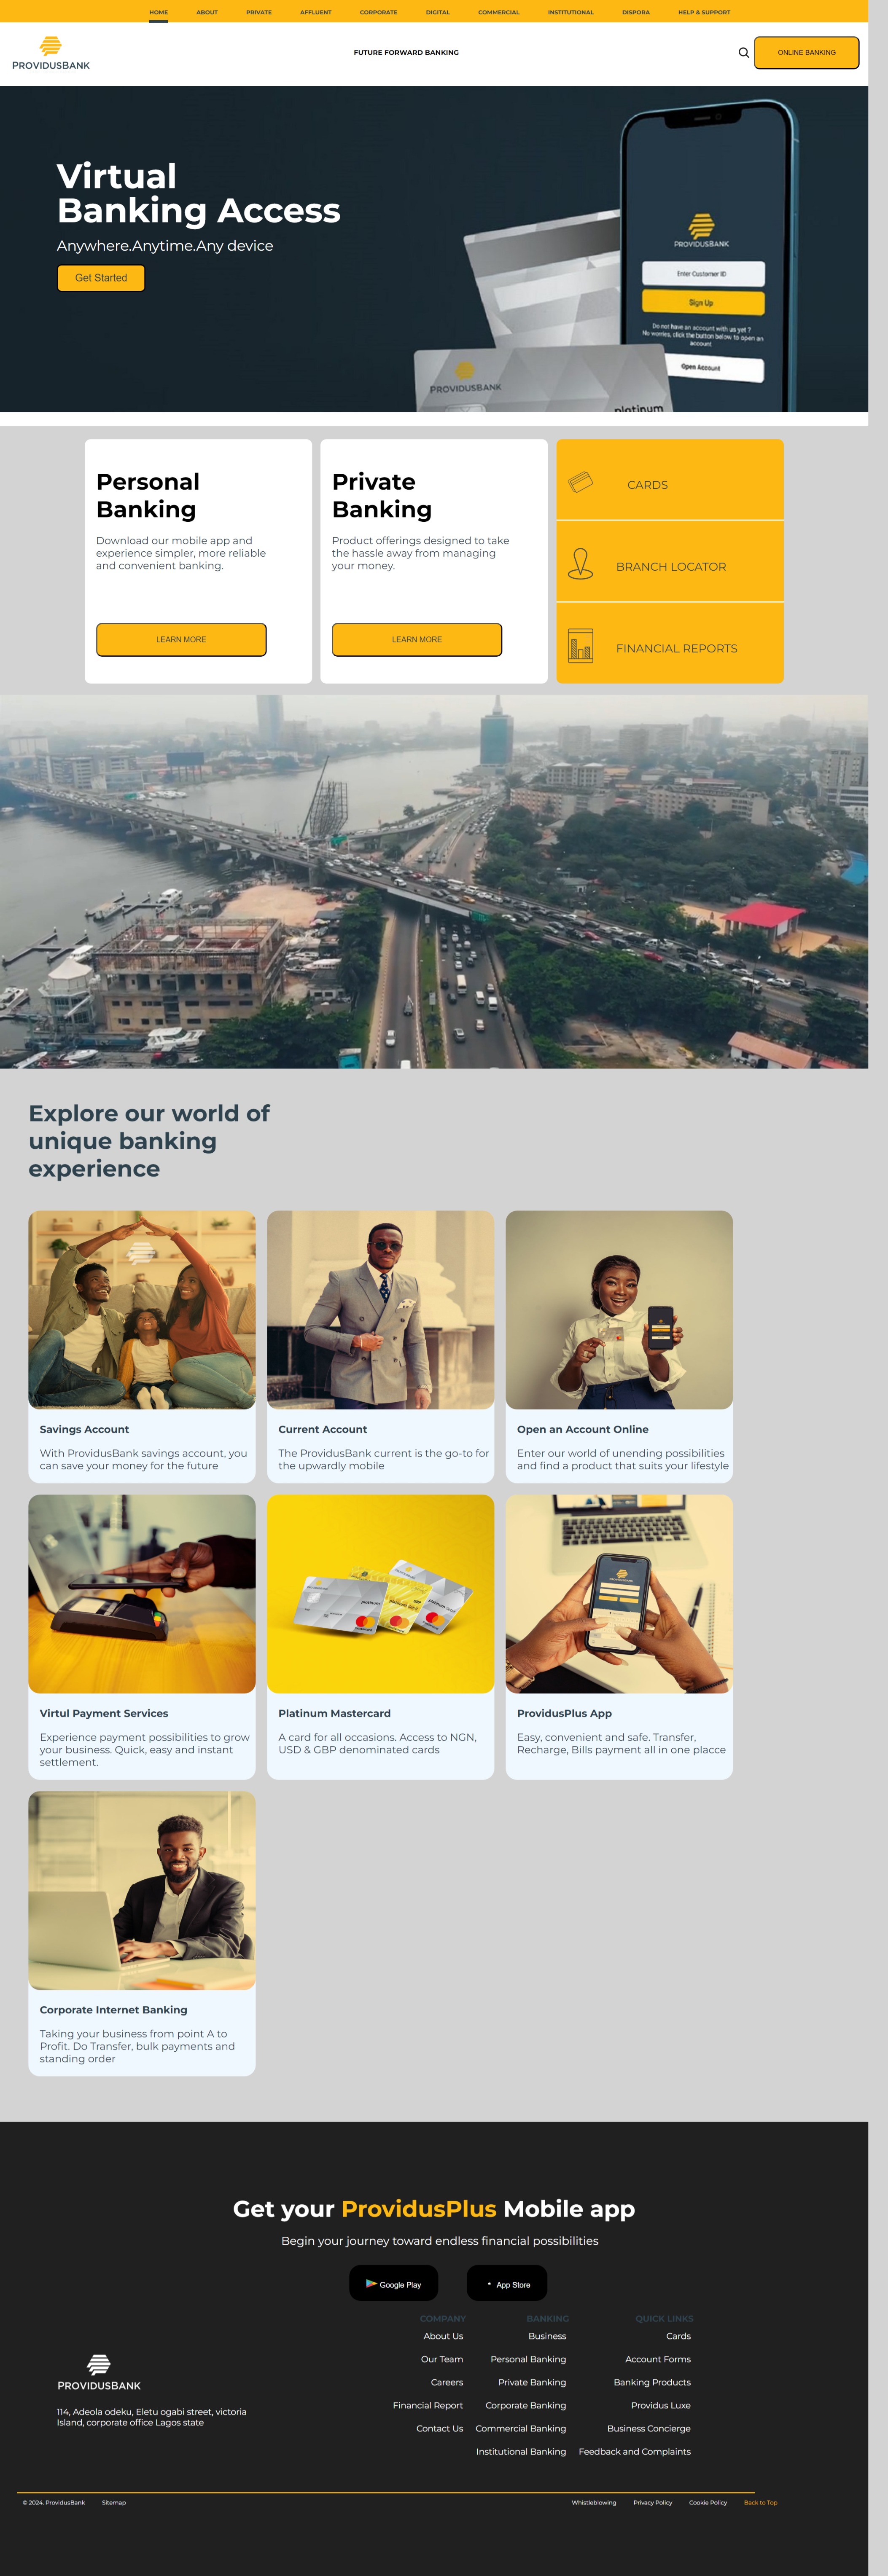 HOME ABOUT PRIVATE AFFLUENT CORPORATE DIGITAL COMMERCIAL INSTITUTIONAL DISPORA HELP & SUPPORT
PROVIDUSBANK
FUTURE FORWARD BANKING
ONLINE BANKING
Virtual
Banking Access
Anywhere.Anytime.Any device
Get Started
PROVIDUSBANK
Enter Customer ID
Sign Up
Do not have an account with us yet ?
No worries, click the button below to open an
account
Open Account
PROVIDUSBANK
platinum
Personal
Banking
Download our mobile app and
experience simpler, more reliable
and convenient banking.
LEARN MORE
Private
Banking
Product offerings designed to take
the hassle away from managing
your money.
LEARN MORE
CARDS
BRANCH LOCATOR
FINANCIAL REPORTS
Explore our world of
unique banking
experience
Savings Account
With ProvidusBank savings account, you
can save your money for the future
Current Account
The ProvidusBank current is the go-to for
the upwardly mobile
Open an Account Online
Enter our world of unending possibilities
and find a product that suits your lifestyle
Virtul Payment Services
Experience payment possibilities to grow
your business. Quick, easy and instant
settlement.
Platinum Mastercard
A card for all occasions. Access to NGN,
USD & GBP denominated cards
ProvidusPlus App
Easy, convenient and safe. Transfer,
Recharge, Bills payment all in one placce
Corporate Internet Banking
Taking your business from point A to
Profit. Do Transfer, bulk payments and
standing order
Get your ProvidusPlus Mobile app
Begin your journey toward endless financial possibilities
Google Play
App Store
PROVIDUSBANK
114, Adeola odeku, Eletu ogabi street, victoria
Island, corporate office Lagos state
COMPANY
About Us
Our Team
Careers
Financial Report
Contact Us
BANKING
Business
Personal Banking
Private Banking
Corporate Banking
Commercial Banking
Institutional Banking
QUICK LINKS
Cards
Account Forms
Banking Products
Providus Luxe
Business Concierge
Feedback and Complaints
© 2024. ProvidusBank Sitemap
Whistleblowing Privacy Policy Cookie Policy Back to Top